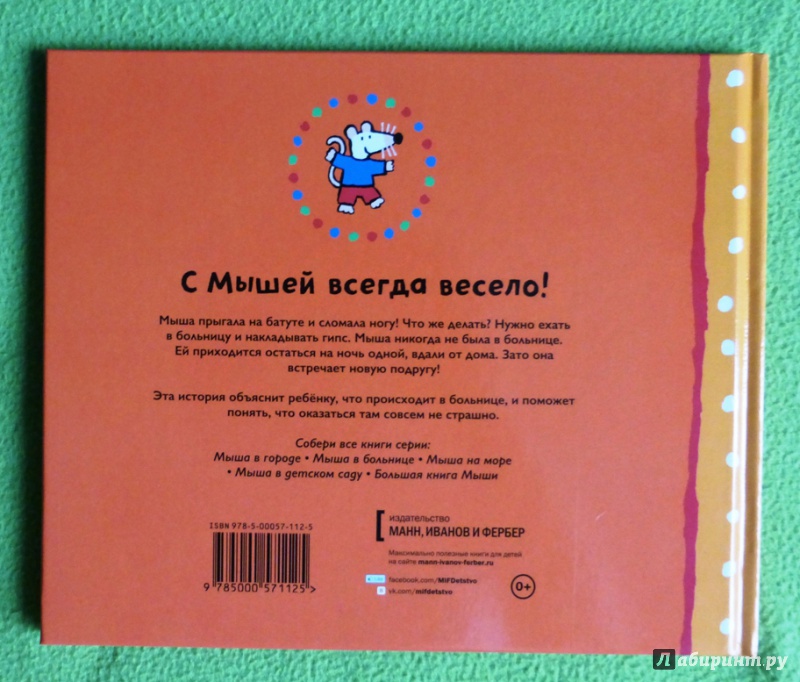 С Мышей всегда весело!
Мыша прыгала на батуте и сломала ногу! Что же делать? Нужно ехать
в больницу и накладывать гипс. Мыша никогда не была в больнице.
Ей приходится остаться на ночь одной, вдали от дома. Зато она
встречает новую подругу!
Эта история объяснит ребёнку, что происходит в больнице, и поможет
понять, что оказаться там совсем не страшно.
Собери все книги серии:
Мыша в городе • Мыша в больнице • Мыша на море
• Мыша в детском саду • Большая книга Мыши
ISBN 978-5-00057-112-5
9 785000 571125 >
издательство
МАНН, ИВАНОВ И ФЕРБЕР
Максимально полезные книги для детей
на сайте mann-ivanov-ferber.ru
facebook.com/MIFDetstvo
vk.com/mifdetstvo
0+
Лабиринт.ру